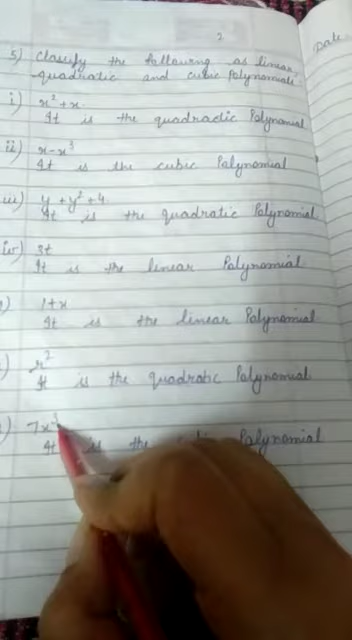 2
Date
5) Classify the following as linear,
quadratic and cubic Polynomials.
i) x² + x.
It is the quadradic Polynomial
ii) x - x³
It is the cubic Polynomial
iii) y + y² + 4.
It is the quadratic Polynomial
iv) 3t
It is the linear Polynomial
) 1 + x
It is the linear Polynomial
) r²
It is the quadratic Polynomial
) 7x³
It is the Polynomial